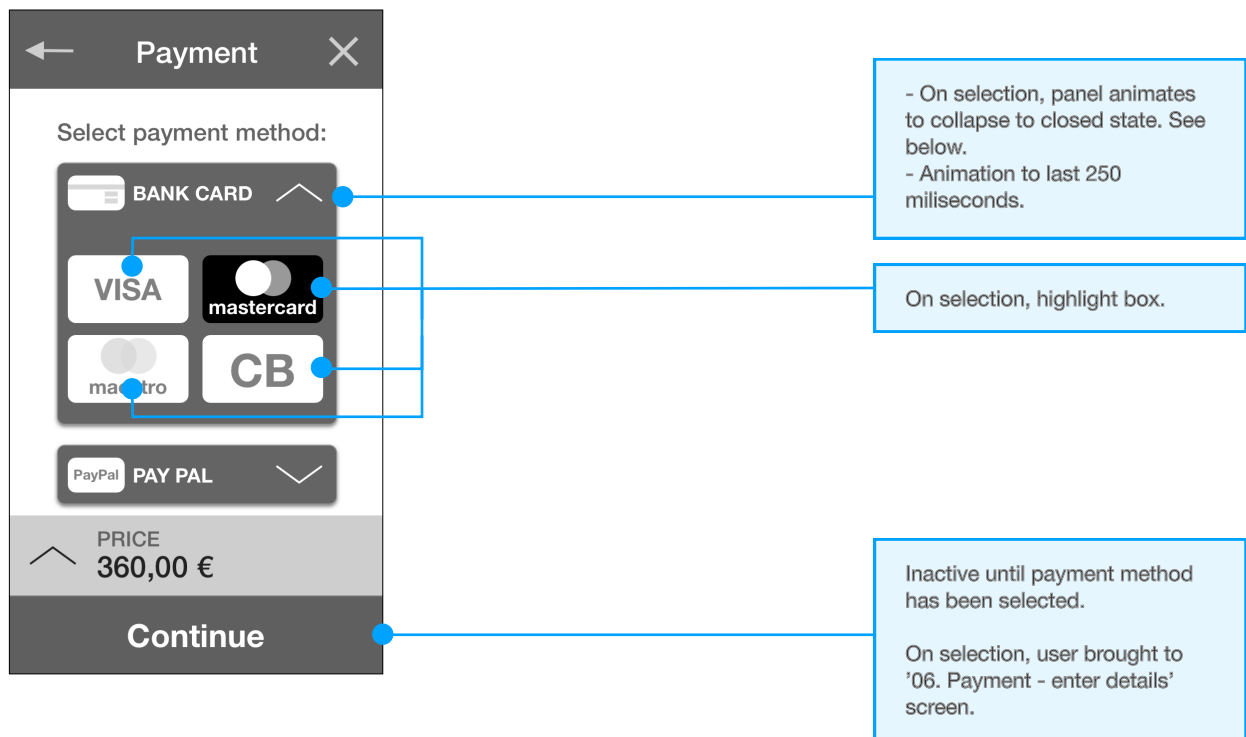 Payment
Select payment method:
BANK CARD
VISA
mastercard
maestro
CB
PayPal PAY PAL
PRICE
360,00 €
Continue
- On selection, panel animates
to collapse to closed state. See
below.
- Animation to last 250
miliseconds.
On selection, highlight box.
Inactive until payment method
has been selected.
On selection, user brought to
’06. Payment - enter details’
screen.